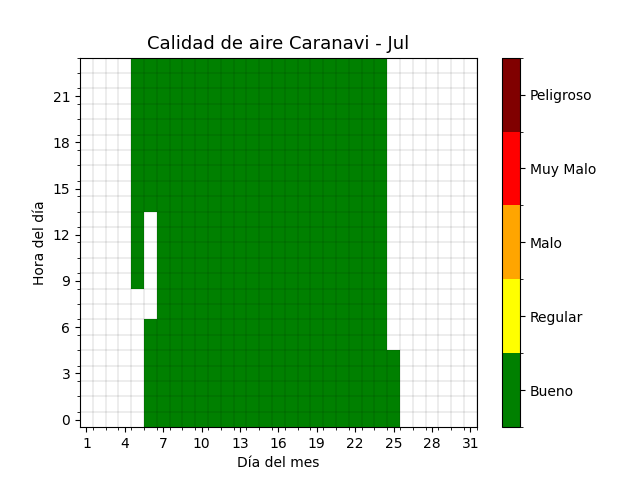 Calidad de aire Caranavi - Jul
Hora del día
21
18
15
12
9
6
3
0
1 4 7 10 13 16 19 22 25 28 31
Día del mes
Peligroso
Muy Malo
Malo
Regular
Bueno